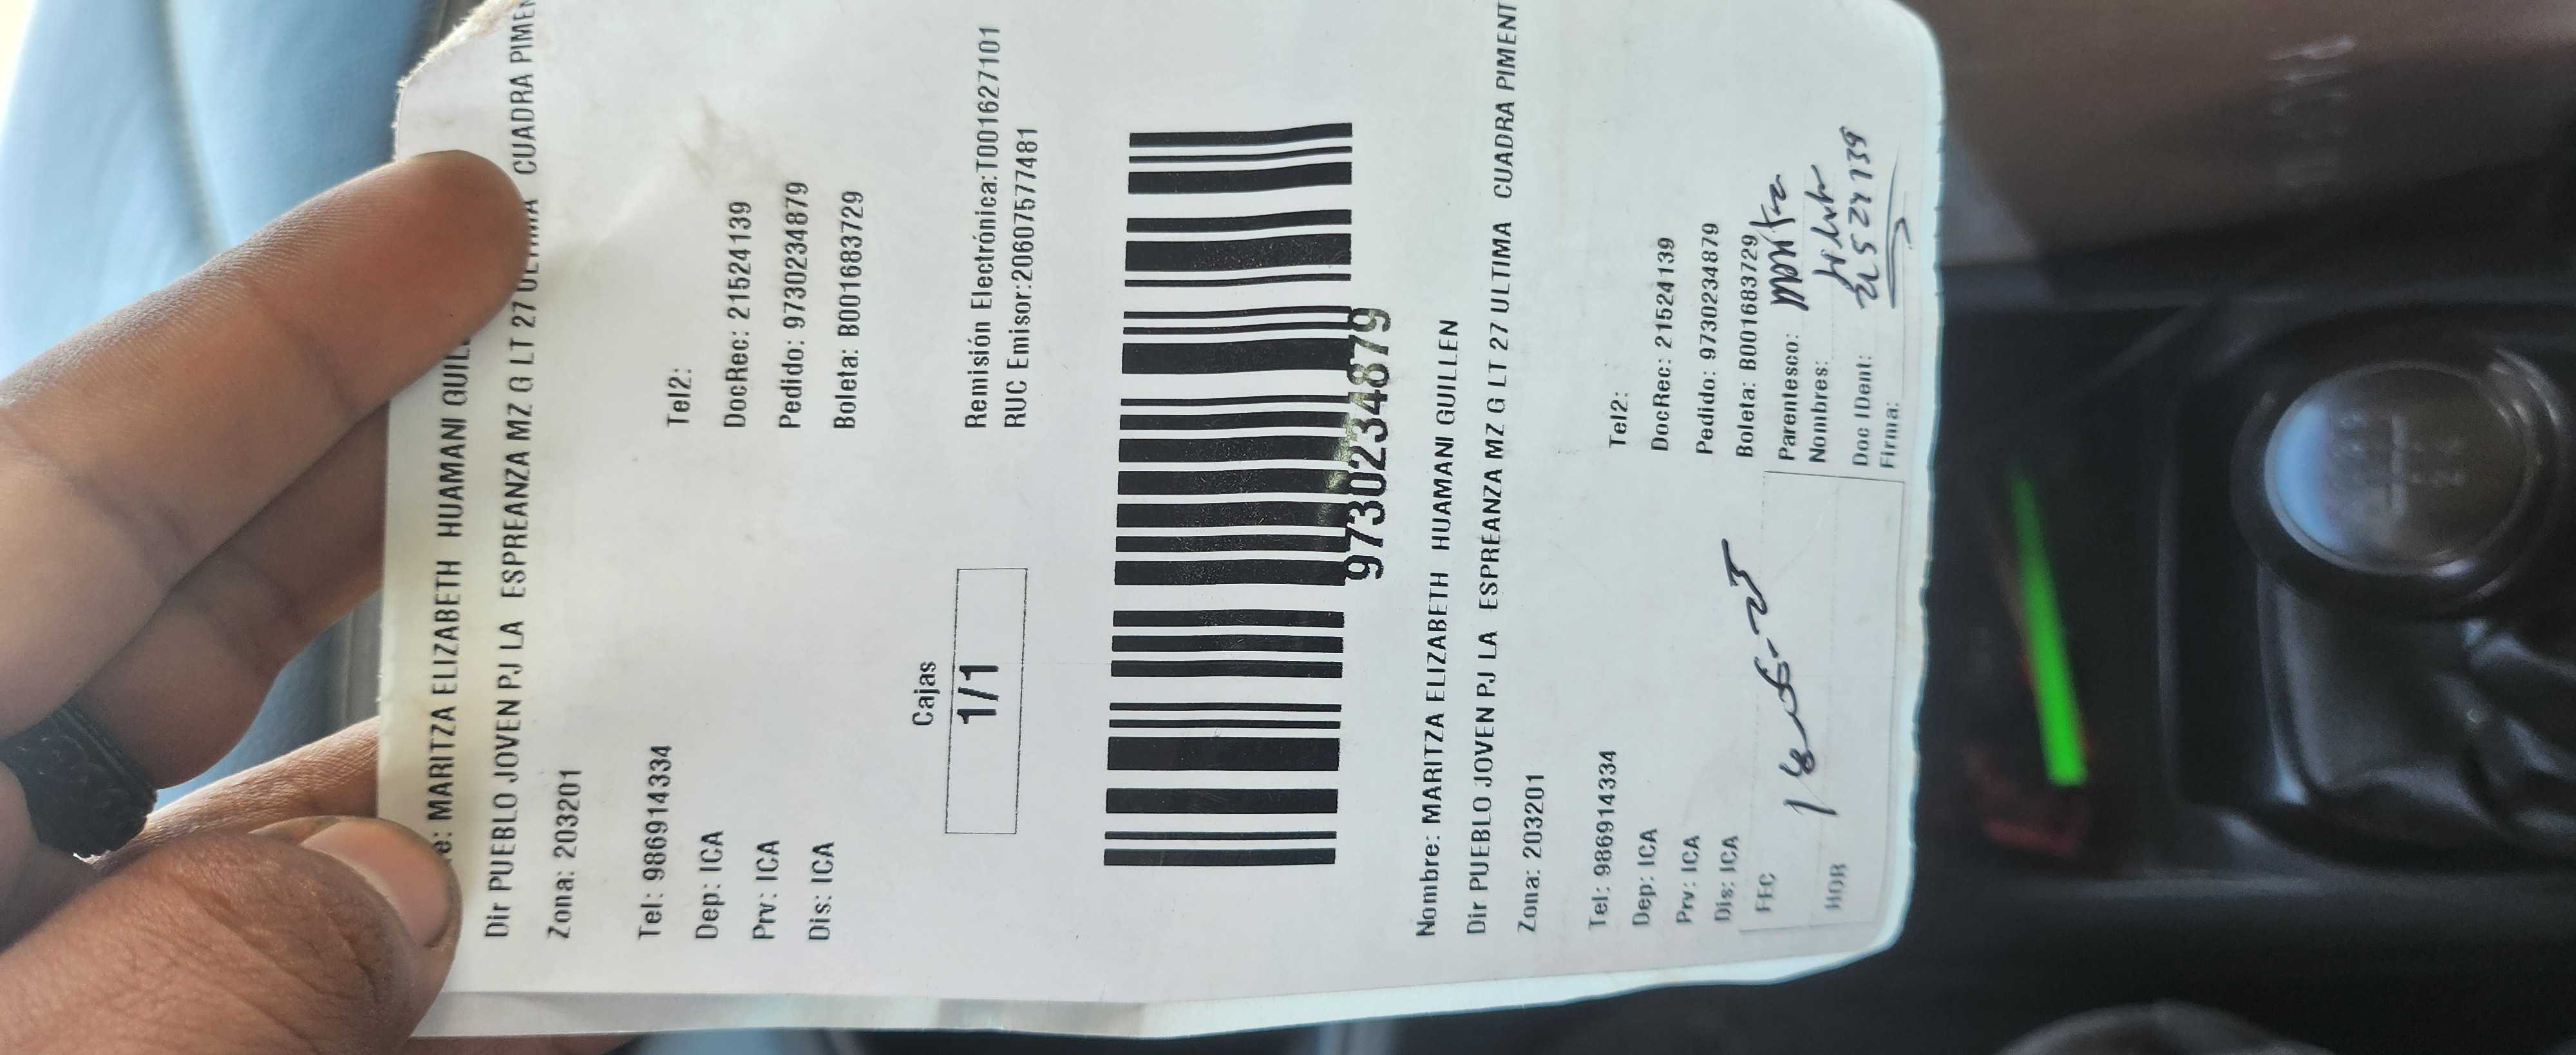 e: MARITZA ELIZABETH HUAMANI GUILL
Dir PUEBLO JOVEN PJ LA ESPREANZA MZ G LT 27 ULTIMA CUADRA PIMEN
Zona: 203201
Tel: 986914334 Tel2:
Dep: ICA DocRec: 21524139
Prv: ICA Pedido: 9730234879
Dis: ICA Boleta: B001683729
Cajas
1/1
Remisión Electrónica:T001627101
RUC Emisor:20607577481
9730234879
Nombre: MARITZA ELIZABETH HUAMANI GUILLEN
Dir PUEBLO JOVEN PJ LA ESPREANZA MZ G LT 27 ULTIMA CUADRA PIMENT
Zona: 203201
Tel: 986914334 Tel2:
Dep: ICA DocRec: 21524139
Prv: ICA Pedido: 9730234879
Dis: ICA Boleta: B001683729
FEC
HOR
Parentesco:
Nombres:
Doc IDent: 21524139
Firma: